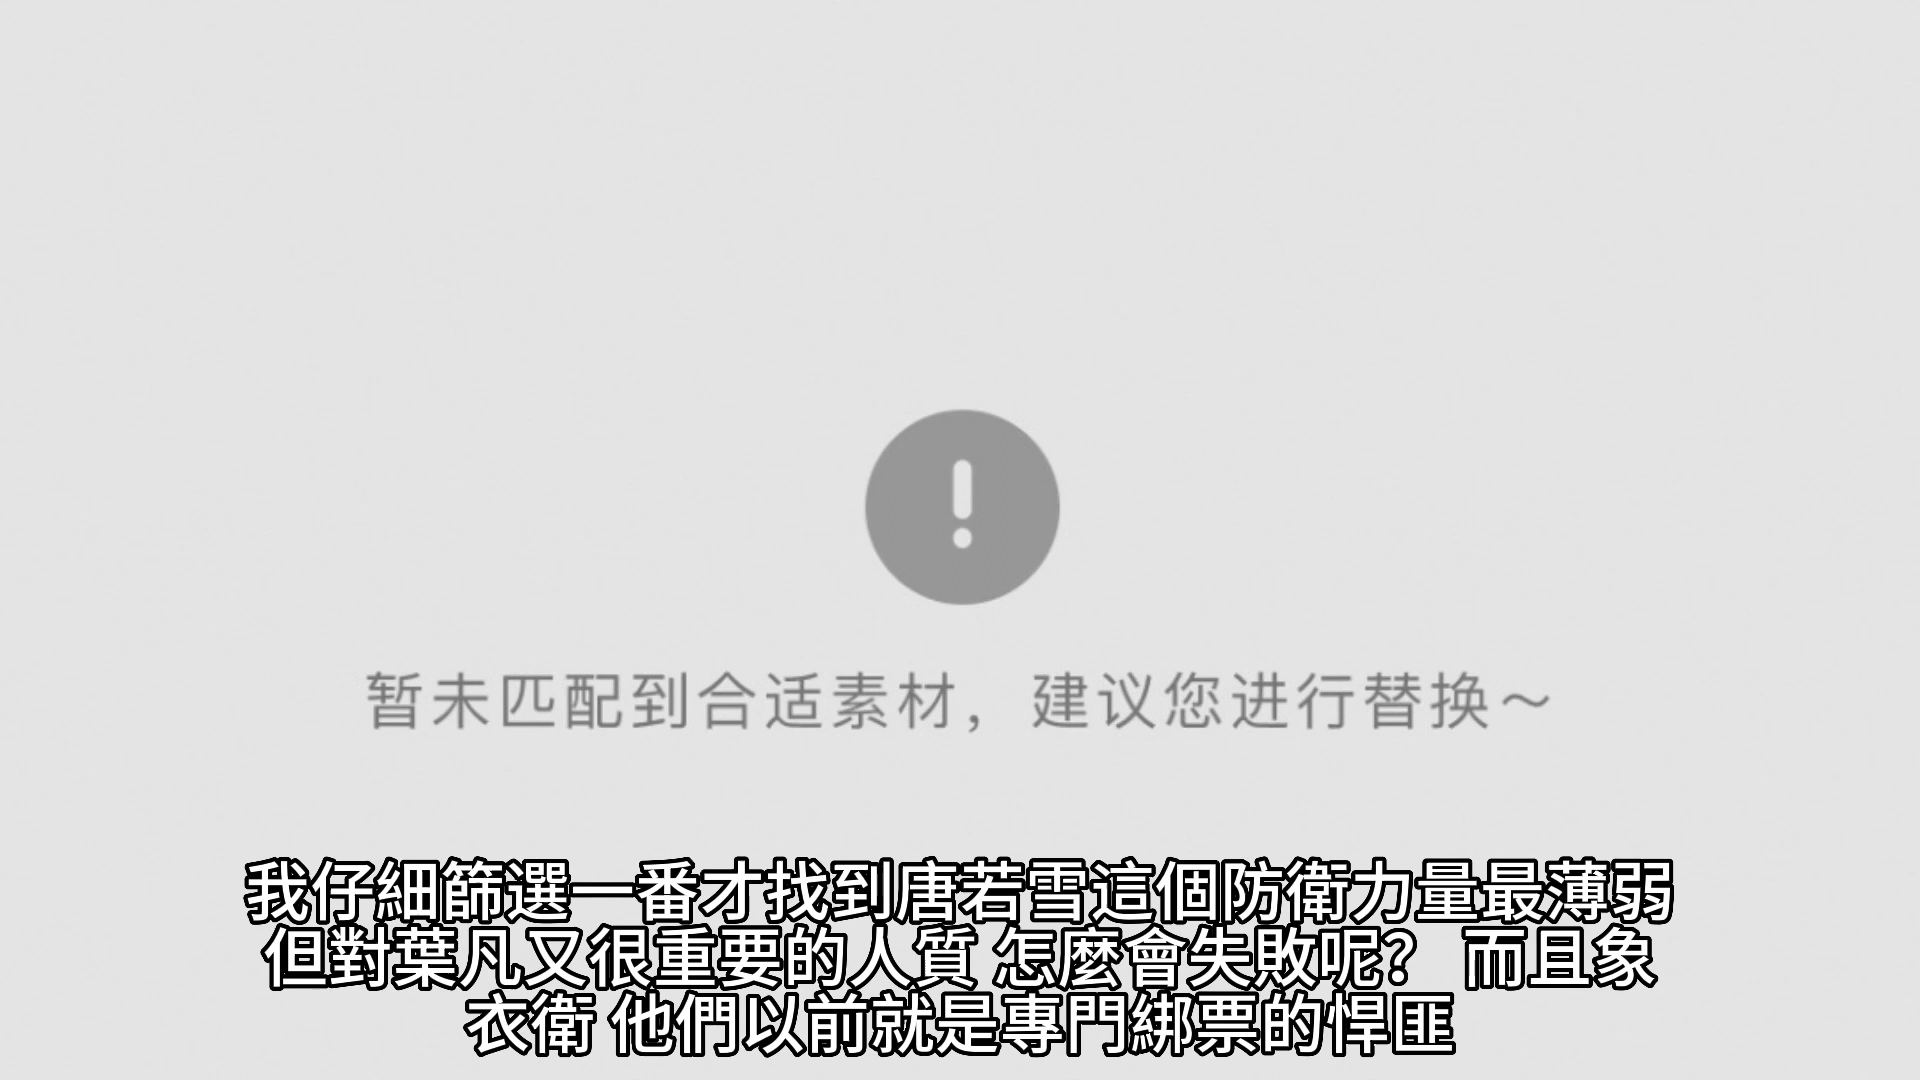 暂未匹配到合适素材，建议您进行替换～
我仔細篩選一番才找到唐若雪這個防衛力量最薄弱
但對葉凡又很重要的人質 怎麼會失敗呢？ 而且象
衣衛 他們以前就是專門綁票的悍匪